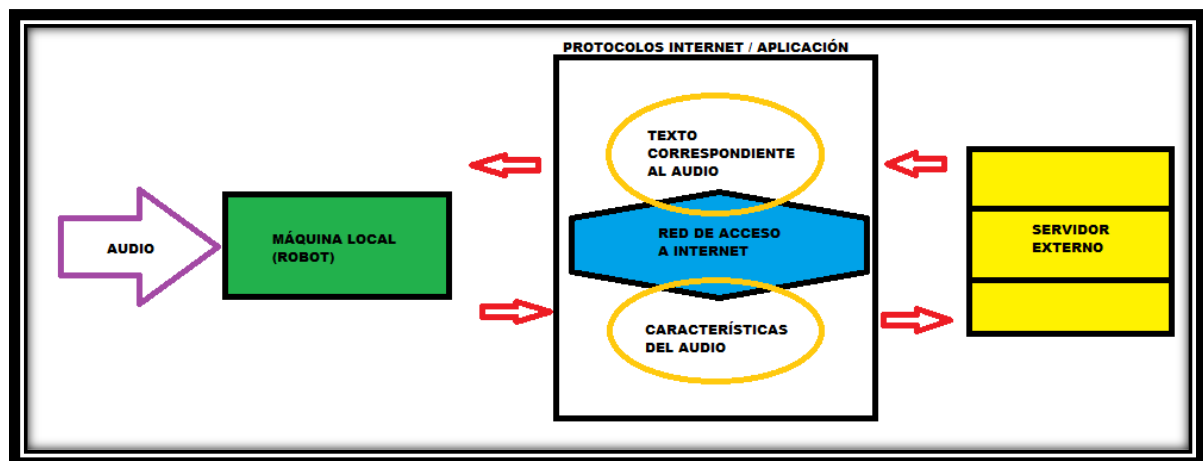 PROTOCOLOS INTERNET / APLICACIÓN
TEXTO
CORRESPONDIENTE
AL AUDIO
AUDIO
MÁQUINA LOCAL
(ROBOT)
RED DE ACCESO
A INTERNET
SERVIDOR
EXTERNO
CARACTERÍSTICAS
DEL AUDIO